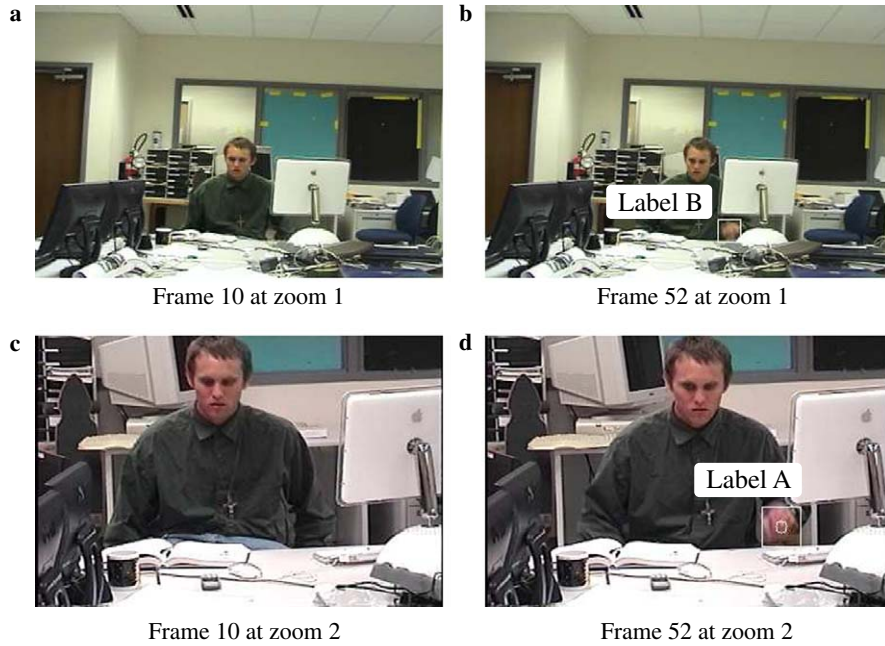 a
b
Label B
Frame 10 at zoom 1
Frame 52 at zoom 1
c
d
Label A
Frame 10 at zoom 2
Frame 52 at zoom 2